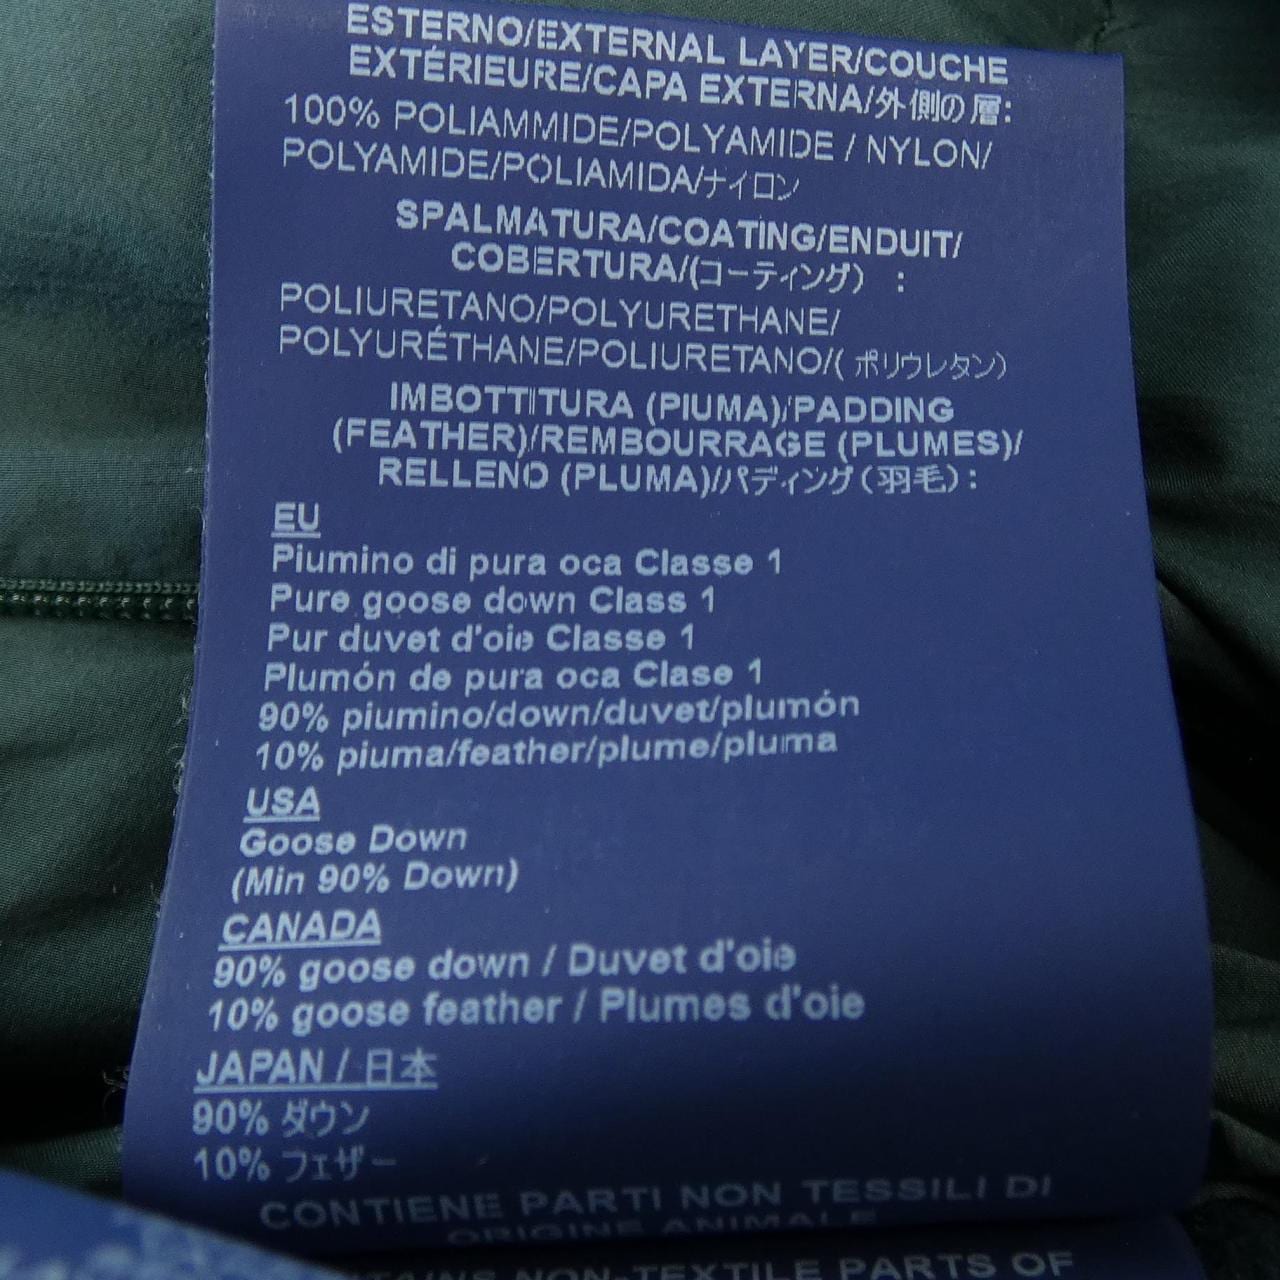 ESTERNO/EXTERNAL LAYER/COUCHE
EXTÉRIEURE/CAPA EXTERNA/外側の層:
100% POLIAMMIDE/POLYAMIDE / NYLON/
POLYAMIDE/POLIAMIDA/ナイロン
SPALMATURA/COATING/ENDUIT/
COBERTURA/(コーティング) :
POLIURETANO/POLYURETHANE/
POLYURÉTHANE/POLIURETANO/( ポリウレタン)
IMBOTTITURA (PIUMA)/PADDING
(FEATHER)/REMBOURRAGE (PLUMES)/
RELLENO (PLUMA)/パディング(羽毛):
EU
Piumino di pura oca Classe 1
Pure goose down Class 1
Pur duvet d'oie Classe 1
Plumón de pura oca Clase 1
90% piumino/down/duvet/plumón
10% piuma/feather/plume/pluma
USA
Goose Down
(Min 90% Down)
CANADA
90% goose down / Duvet d'oie
10% goose feather / Plumes d'oie
JAPAN / 日本
90% ダウン
10% フェザー
CONTIENE PARTI NON TESSILI DI
ORIGINE ANIMALE
NON-TEXTILE PARTS OF